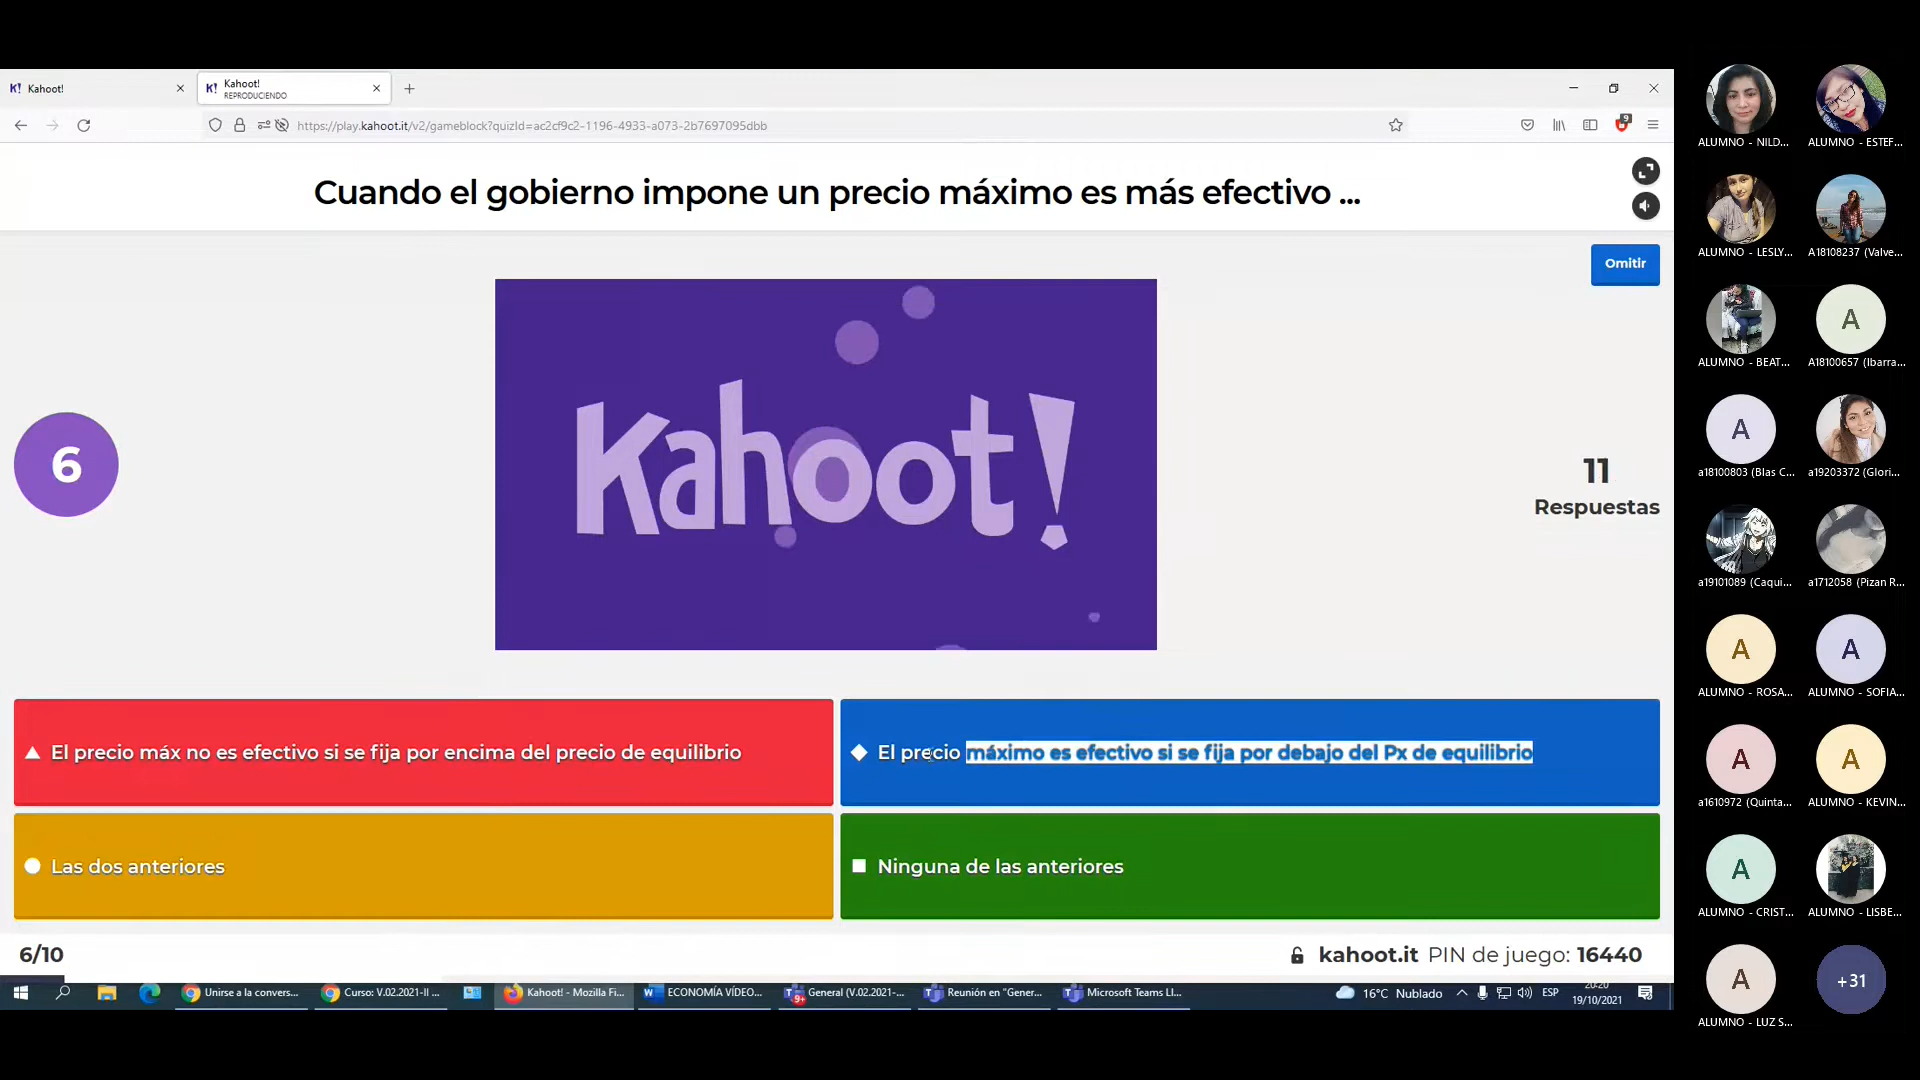 Kahoot!
Kahoot!
REPRODUCIENDO
https://play.kahoot.it/v2/gameblock?quizId=ac2cf9c2-1196-4933-a073-2b7697095dbb
9
Cuando el gobierno impone un precio máximo es más efectivo ...
Omitir
Kahoot!
6
11
Respuestas
El precio máx no es efectivo si se fija por encima del precio de equilibrio
El precio máximo es efectivo si se fija por debajo del Px de equilibrio
Las dos anteriores
Ninguna de las anteriores
6/10
kahoot.it PIN de juego: 16440
Unirse a la convers...
Curso: V.02.2021-II ...
Kahoot! - Mozilla Fi...
ECONOMÍA VÍDEO...
9+
General (V.02.2021-...
Reunión en "Gener...
Microsoft Teams Ll...
16°C Nublado
ESP
20:20
19/10/2021
ALUMNO - NILD...
ALUMNO - ESTEF...
ALUMNO - LESLY...
A18108237 (Valve...
ALUMNO - BEAT...
A
A18100657 (Ibarra...
A
a18100803 (Blas C...
a19203372 (Glori...
a19101089 (Caqui...
a1712058 (Pizan R...
A
ALUMNO - ROSA...
A
ALUMNO - SOFIA...
A
a1610972 (Quinta...
A
ALUMNO - KEVIN...
A
ALUMNO - CRIST...
ALUMNO - LISBE...
A
ALUMNO - LUZ S...
+31